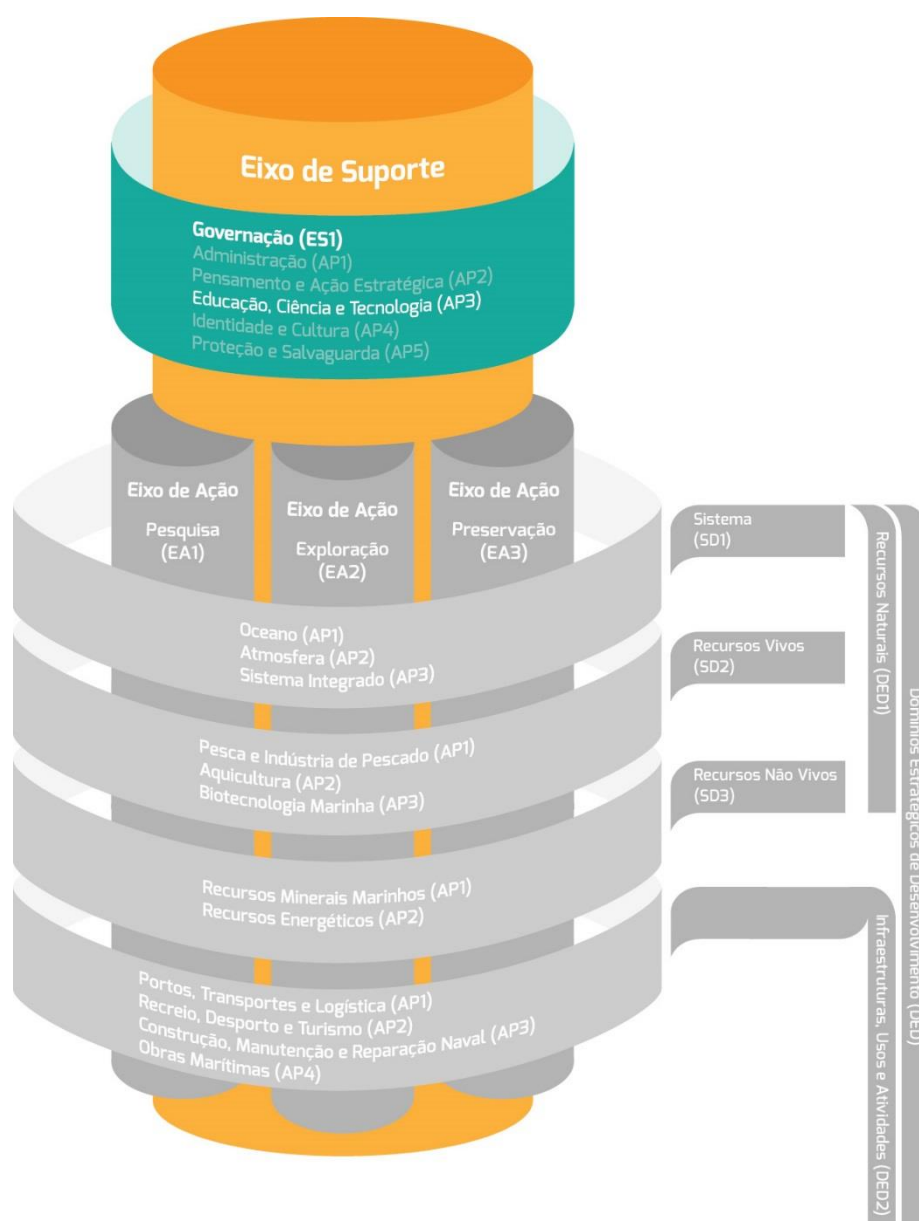 Eixo de Suporte
Governação (ES1)
Administração (AP1)
Pensamento e Ação Estratégica (AP2)
Educação, Ciência e Tecnologia (AP3)
Identidade e Cultura (AP4)
Proteção e Salvaguarda (AP5)
Eixo de Ação
Pesquisa
(EA1)
Eixo de Ação
Exploração
(EA2)
Eixo de Ação
Preservação
(EA3)
Oceano (AP1)
Atmosfera (AP2)
Sistema Integrado (AP3)
Sistema
(SD1)
Pesca e Indústria de Pescado (AP1)
Aquicultura (AP2)
Biotecnologia Marinha (AP3)
Recursos Vivos
(SD2)
Recursos Minerais Marinhos (AP1)
Recursos Energéticos (AP2)
Recursos Não Vivos
(SD3)
Portos, Transportes e Logística (AP1)
Recreio, Desporto e Turismo (AP2)
Construção, Manutenção e Reparação Naval (AP3)
Obras Marítimas (AP4)
Recursos Naturais (DED1)
Infraestruturas, Usos e Atividades (DED2)
Domínios Estratégicos de Desenvolvimento (DED)